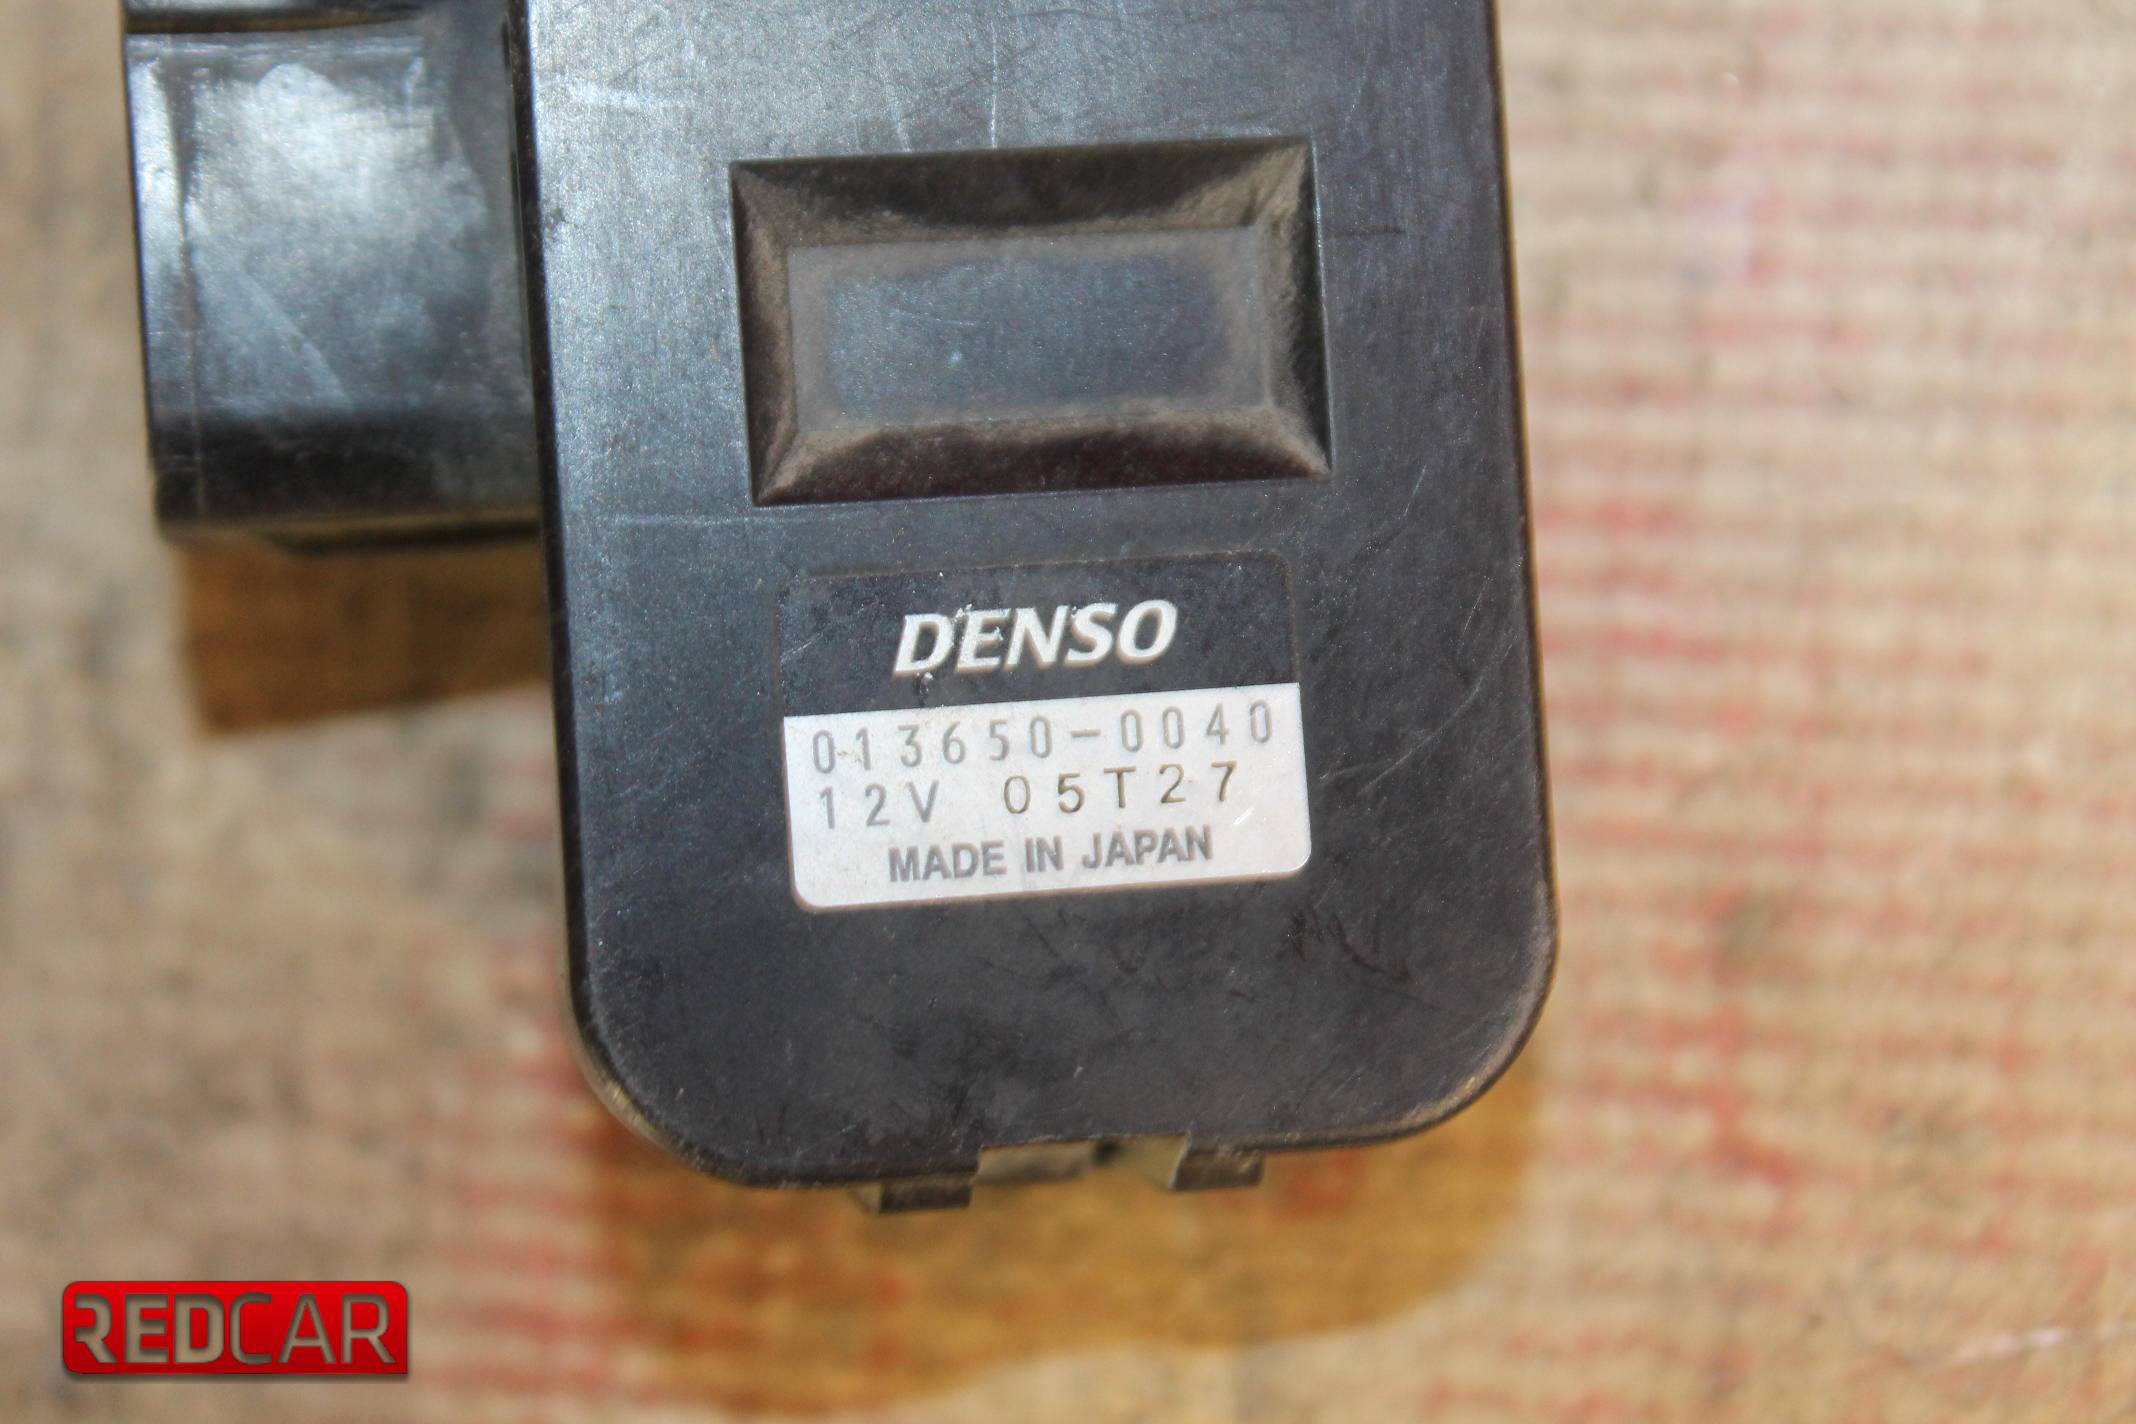 DENSO
013650-0040
12V 05T27
MADE IN JAPAN
REDCAR